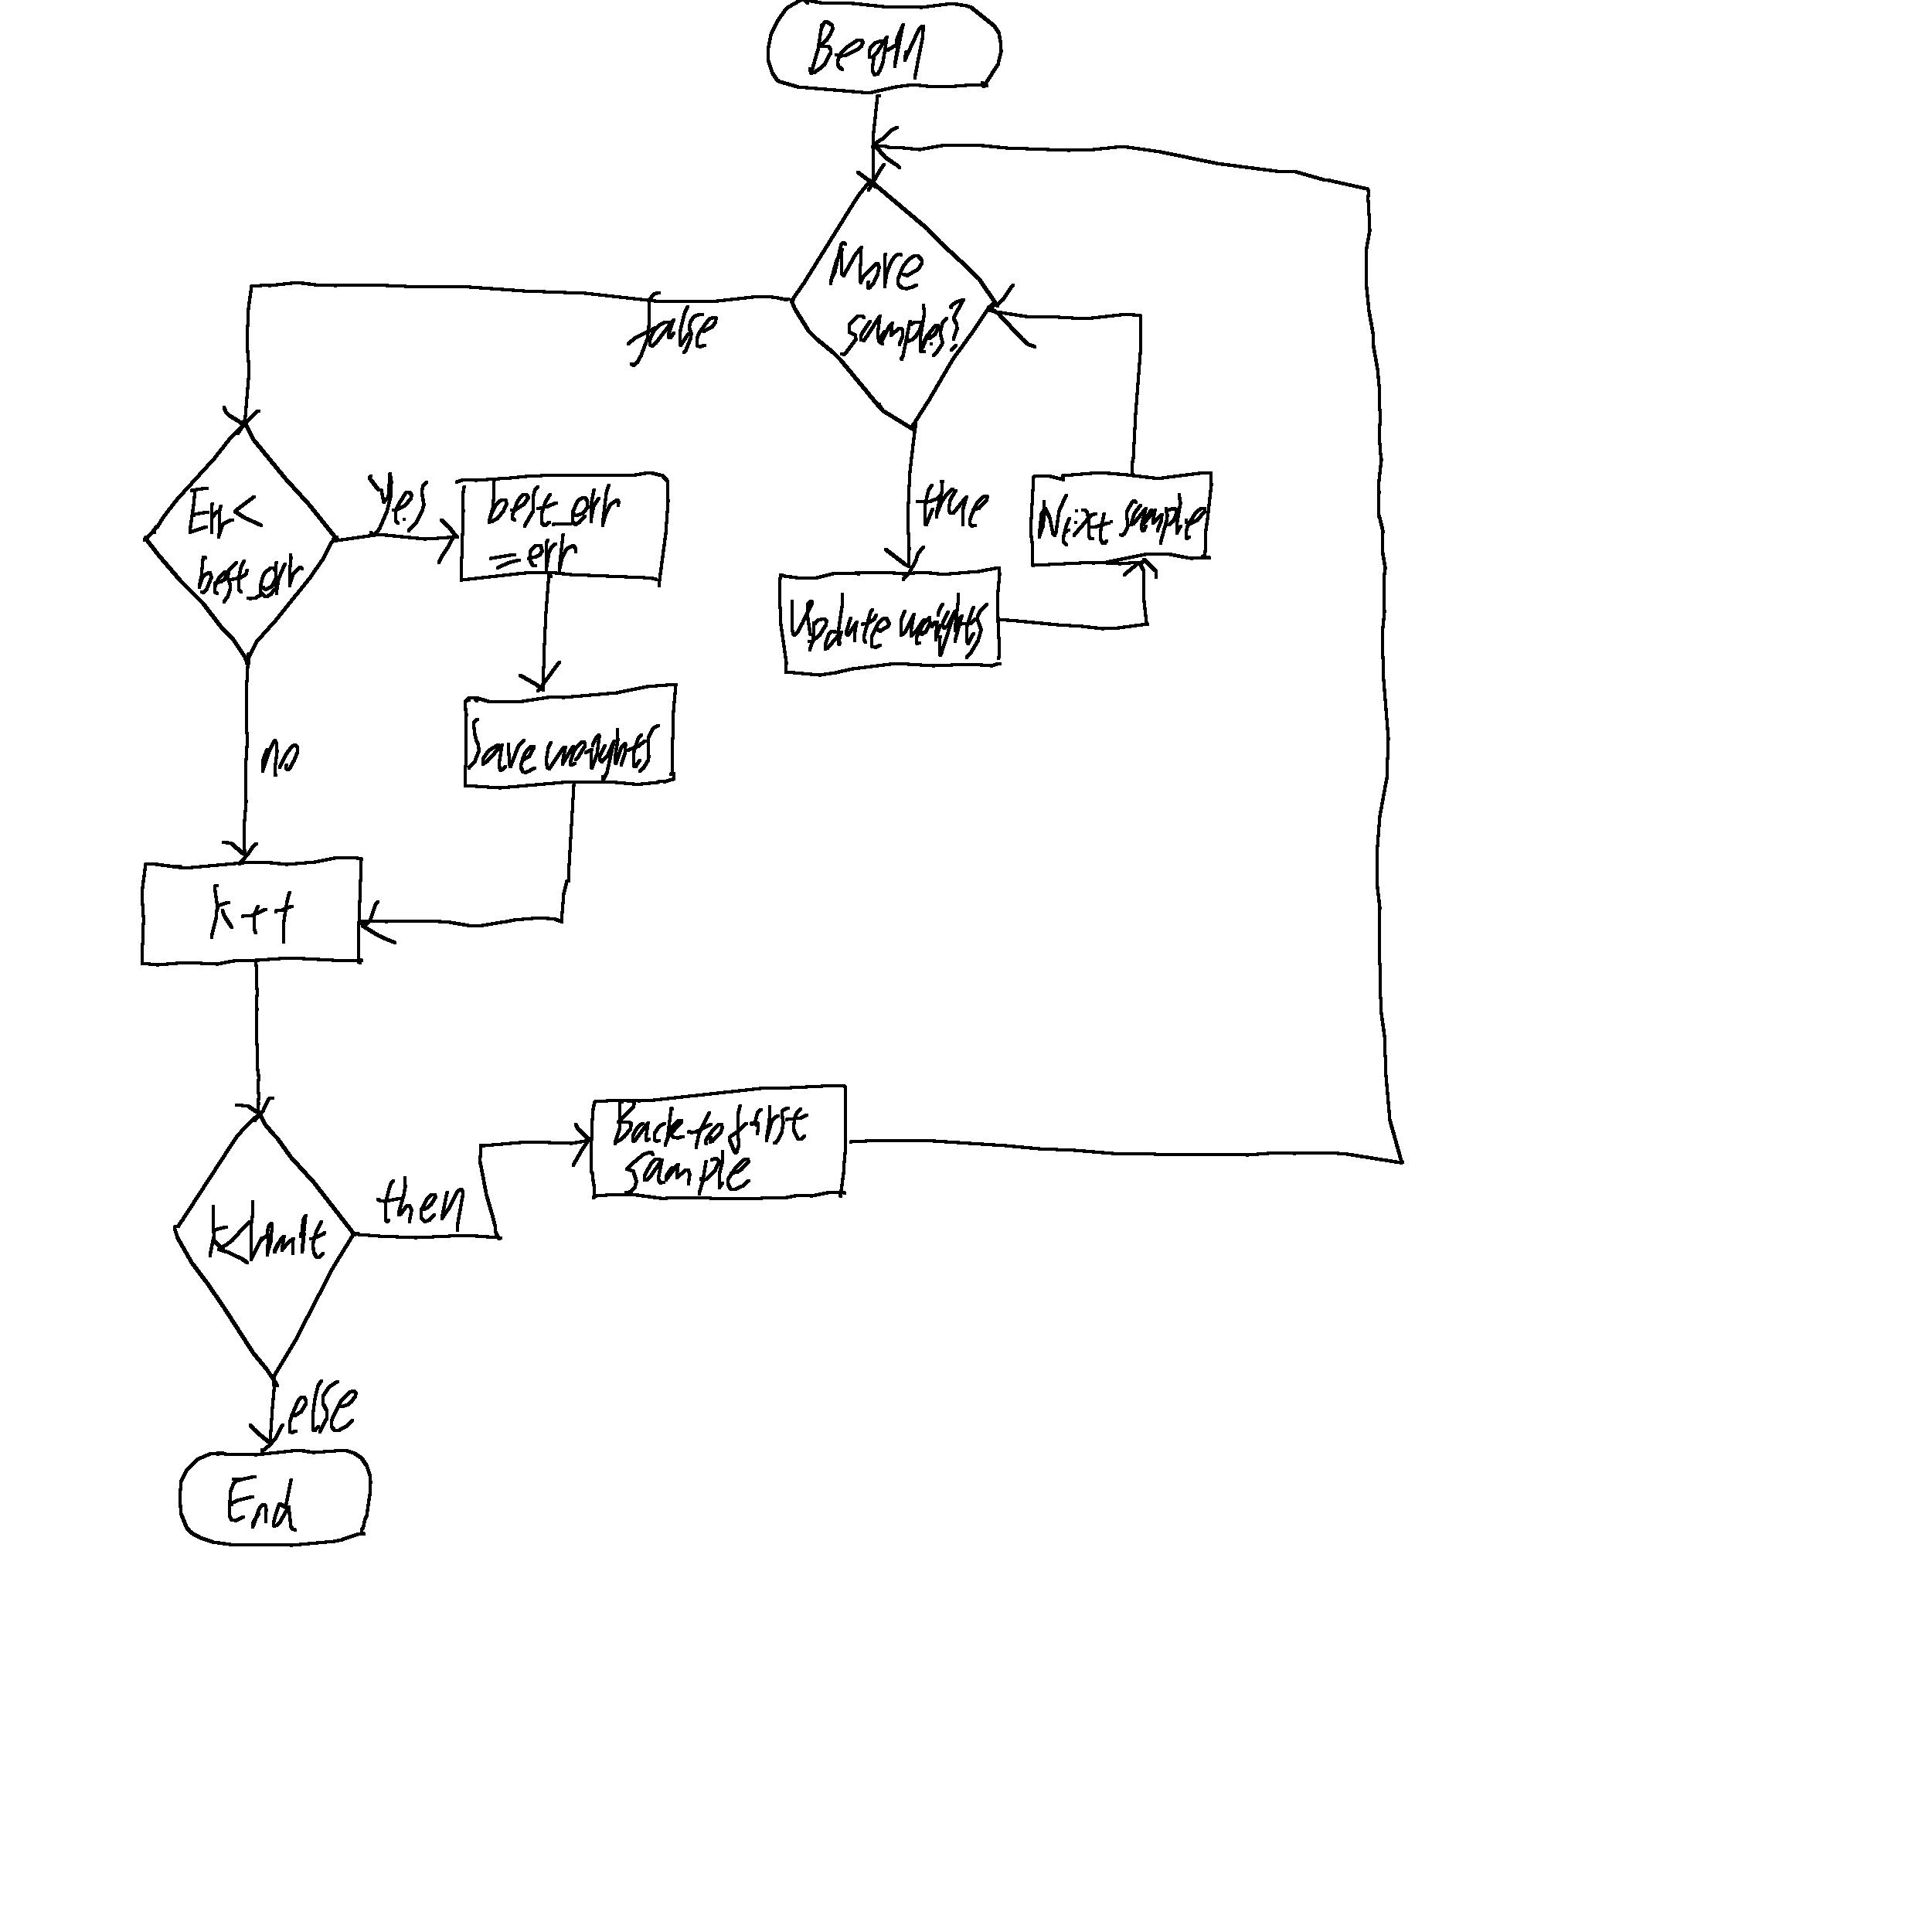 Begin
More
samples?
false
Err<
best_err
yes
best_err
=err
true
Next sample
Update weights
no
Save weights
k++
Back to first
sample
then
K<limit
else
End